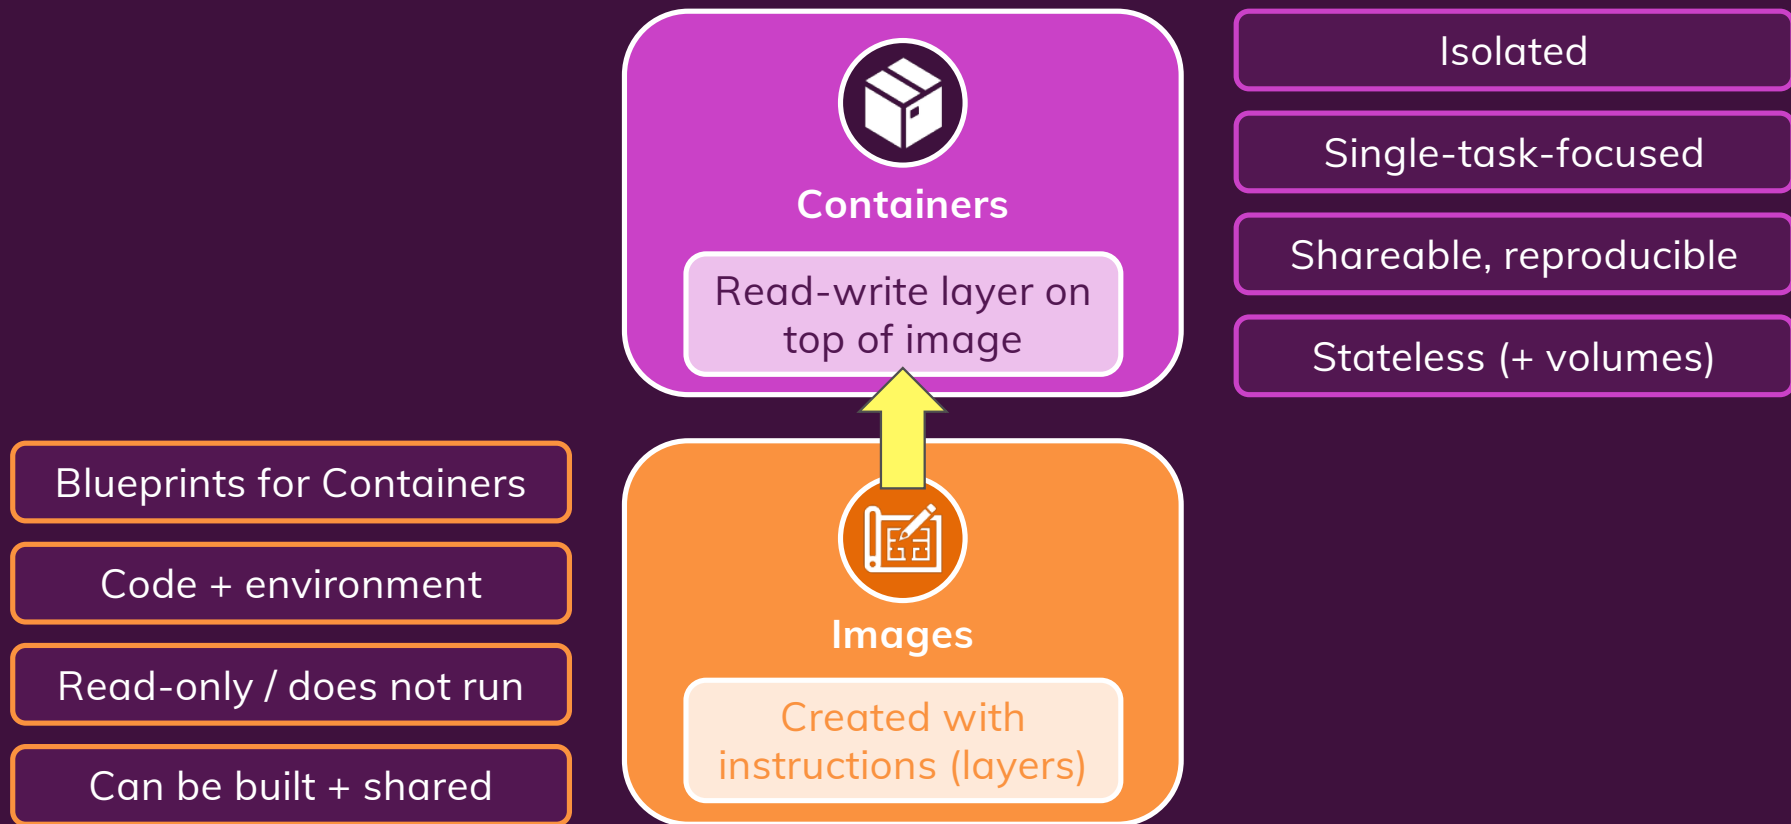 Containers
Read-write layer on
top of image
Isolated
Single-task-focused
Shareable, reproducible
Stateless (+ volumes)
Blueprints for Containers
Code + environment
Read-only / does not run
Can be built + shared
Images
Created with
instructions (layers)